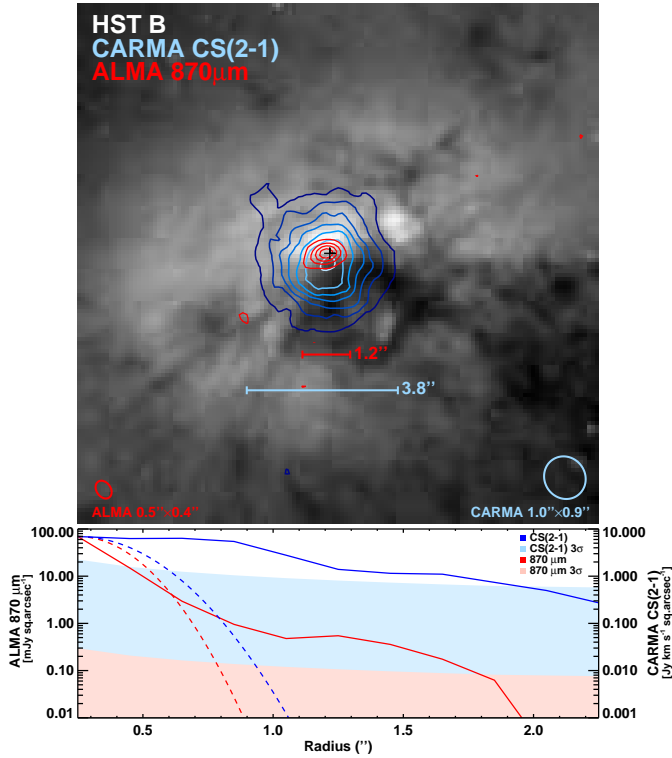 HST B
CARMA CS(2-1)
ALMA 870μm
1.2’’
3.8’’
ALMA 0.5’’×0.4’’
CARMA 1.0’’×0.9’’
100.00
10.00
1.00
0.10
0.01
ALMA 870 μm
[mJy sq.arcsec⁻¹]
CS(2-1)
CS(2-1) 3σ
870 μm
870 μm 3σ
10.000
1.000
0.100
0.010
0.001
CARMA CS(2-1)
[Jy km s⁻¹ sq.arcsec⁻¹]
0.5
1.0
1.5
2.0
Radius (’’)